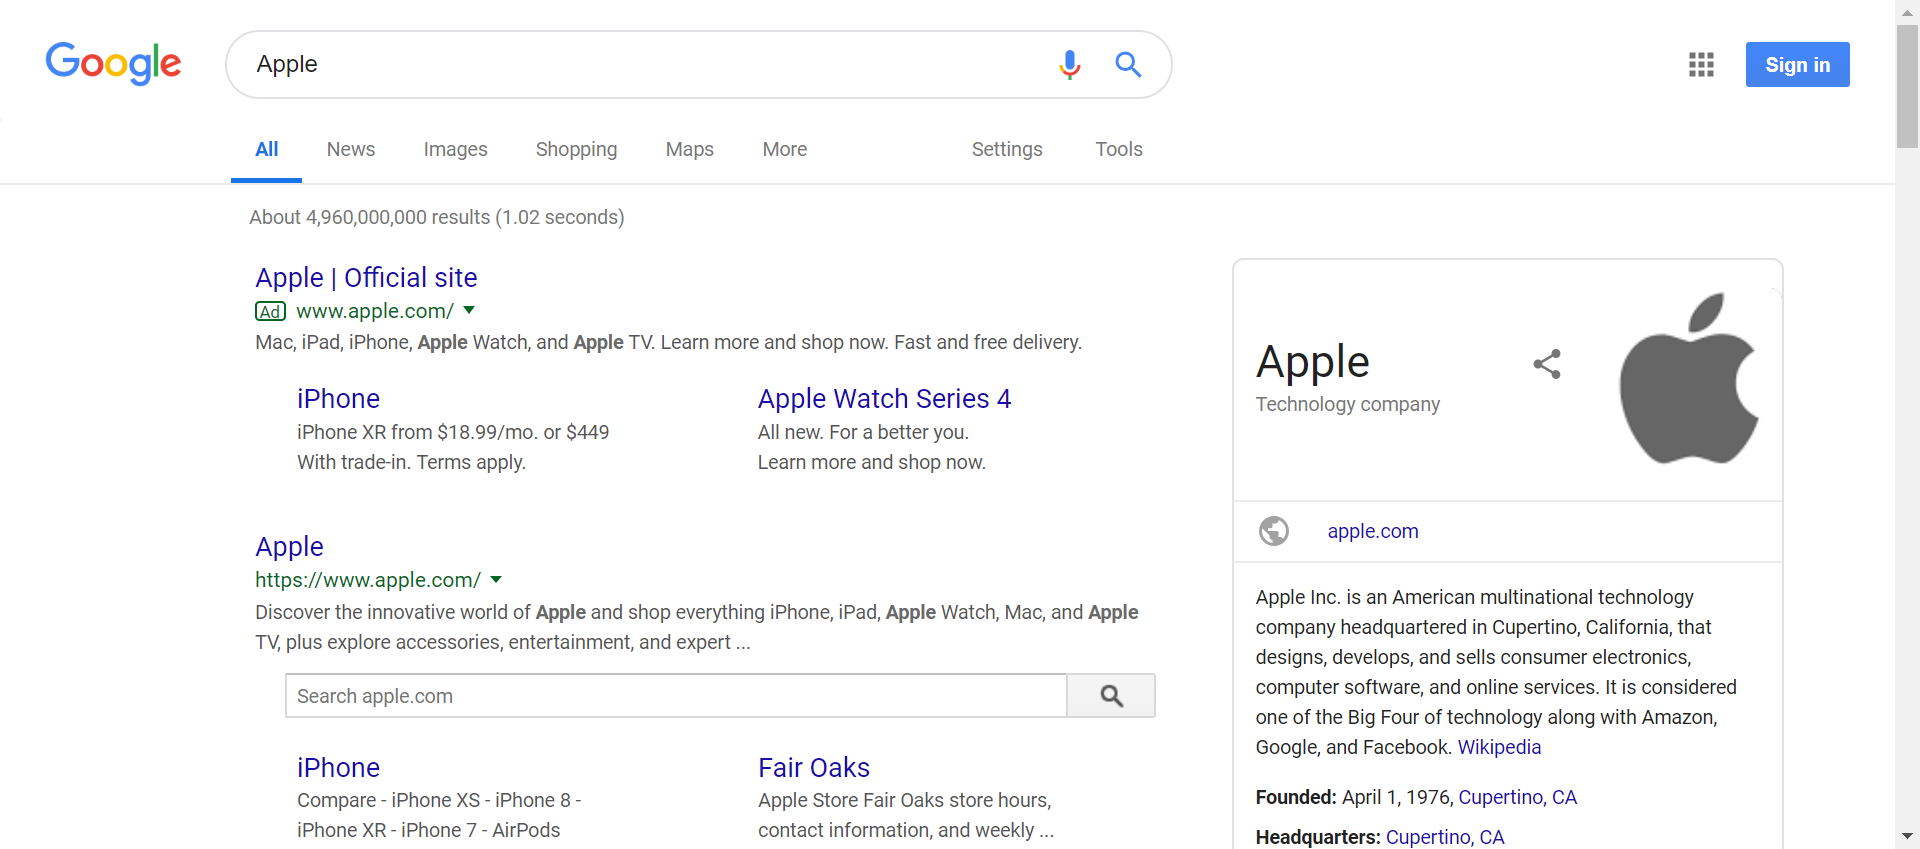 Google
Apple
Sign in
All News Images Shopping Maps More Settings Tools
About 4,960,000,000 results (1.02 seconds)
Apple | Official site
Ad www.apple.com/
Mac, iPad, iPhone, Apple Watch, and Apple TV. Learn more and shop now. Fast and free delivery.
iPhone
iPhone XR from $18.99/mo. or $449
With trade-in. Terms apply.
Apple Watch Series 4
All new. For a better you.
Learn more and shop now.
Apple
https://www.apple.com/
Discover the innovative world of Apple and shop everything iPhone, iPad, Apple Watch, Mac, and Apple
TV, plus explore accessories, entertainment, and expert ...
Search apple.com
iPhone
Compare - iPhone XS - iPhone 8 -
iPhone XR - iPhone 7 - AirPods
Fair Oaks
Apple Store Fair Oaks store hours,
contact information, and weekly ...
Apple
Technology company
apple.com
Apple Inc. is an American multinational technology
company headquartered in Cupertino, California, that
designs, develops, and sells consumer electronics,
computer software, and online services. It is considered
one of the Big Four of technology along with Amazon,
Google, and Facebook. Wikipedia
Founded: April 1, 1976, Cupertino, CA
Headquarters: Cupertino, CA